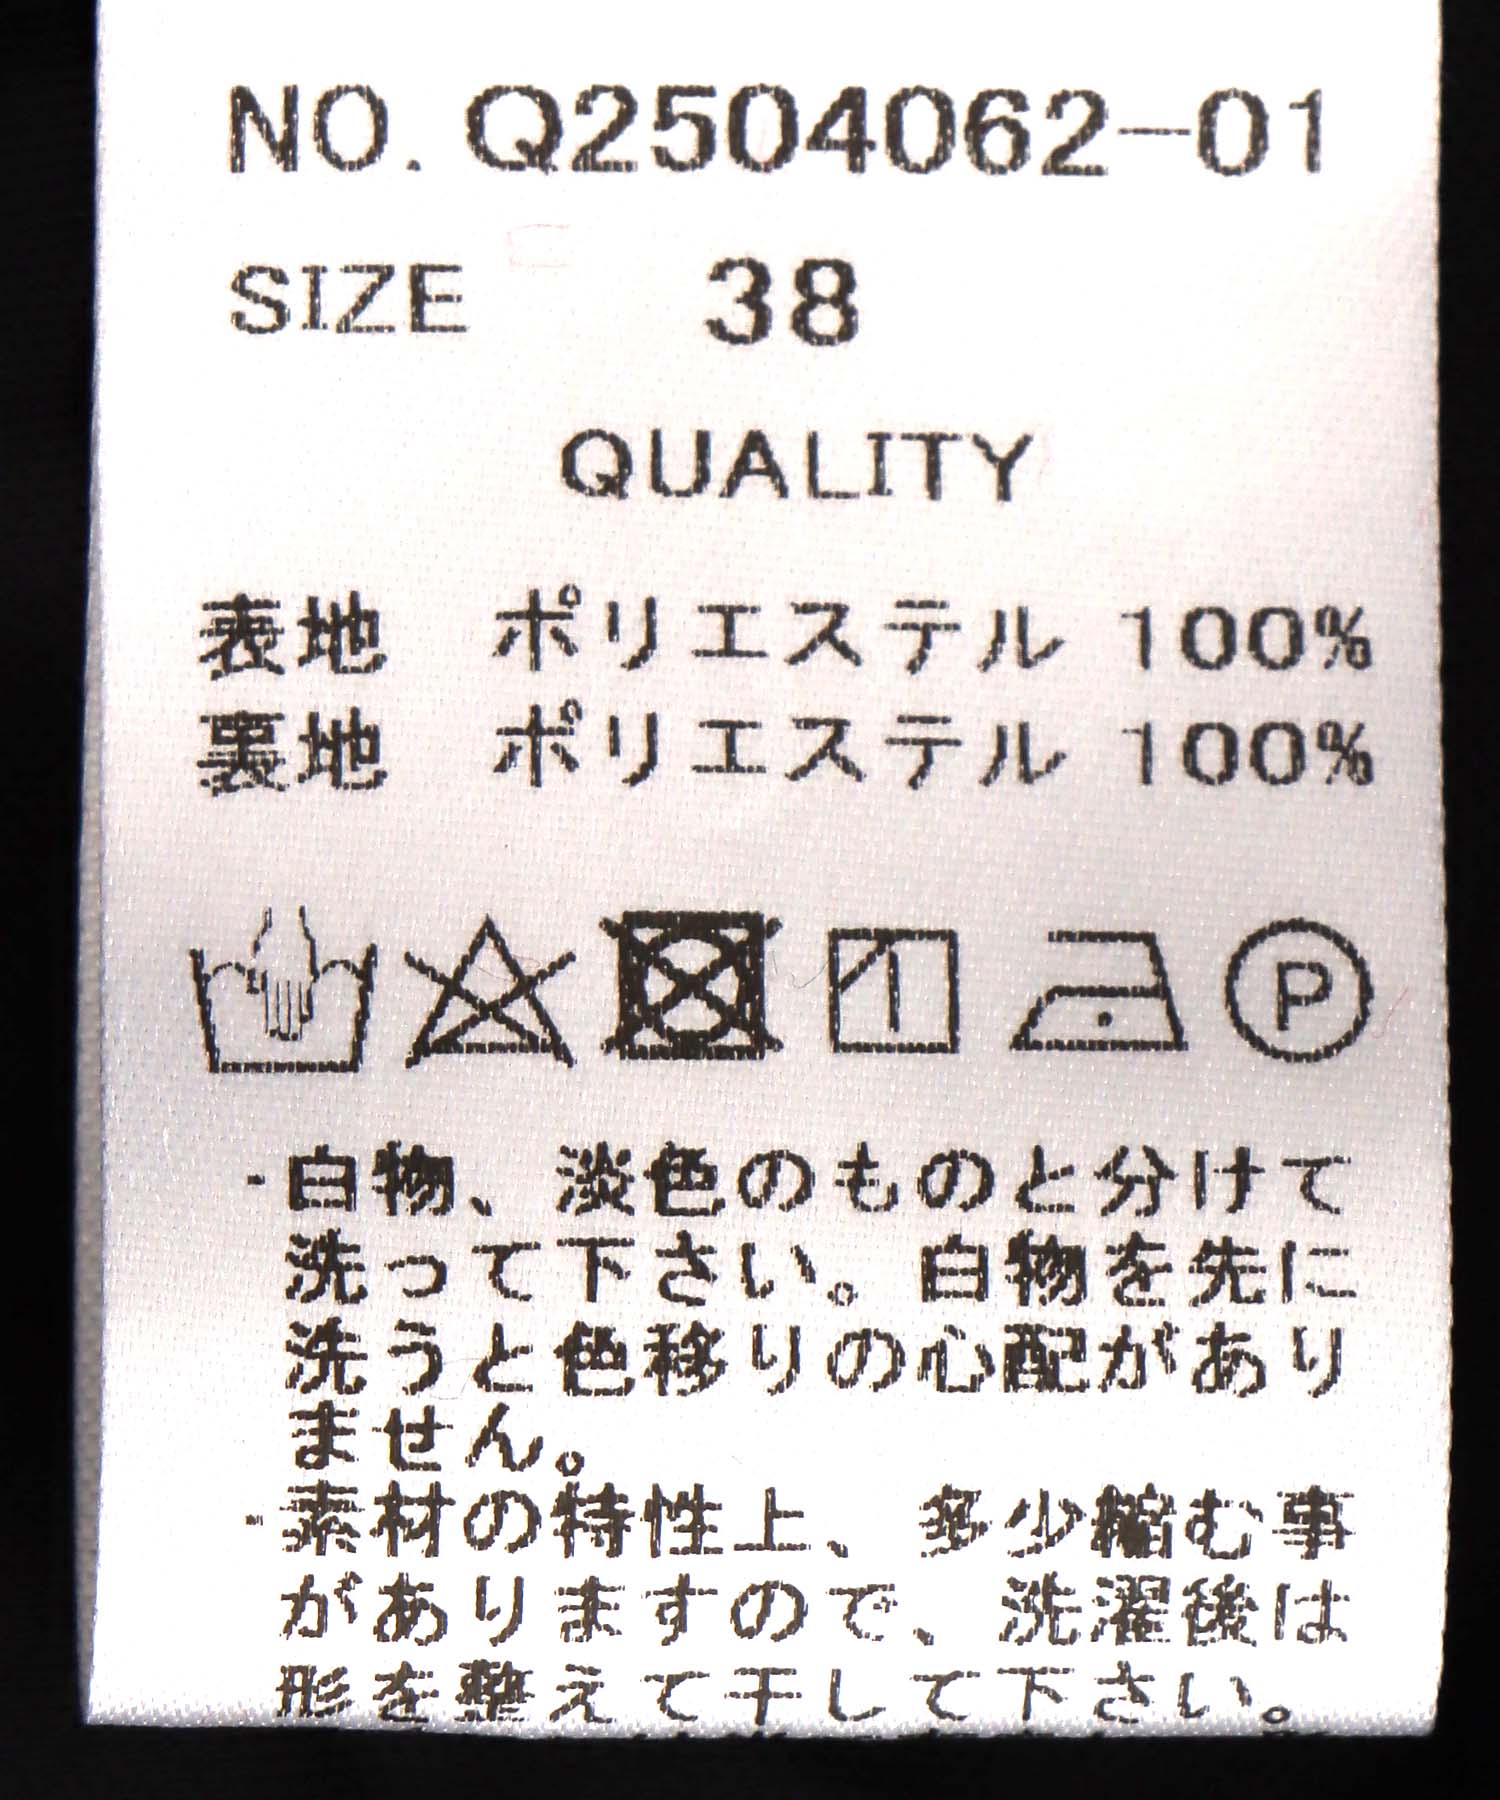 NO. Q2504062-01
SIZE 38
QUALITY
表地 ポリエステル 100%
裏地 ポリエステル 100%
P
・白物、淡色のものと分けて
洗って下さい。白物を先に
洗うと色移りの心配があり
ません。
・素材の特性上、多少縮む事
がありますので、洗濯後は
形を整えて干して下さい。